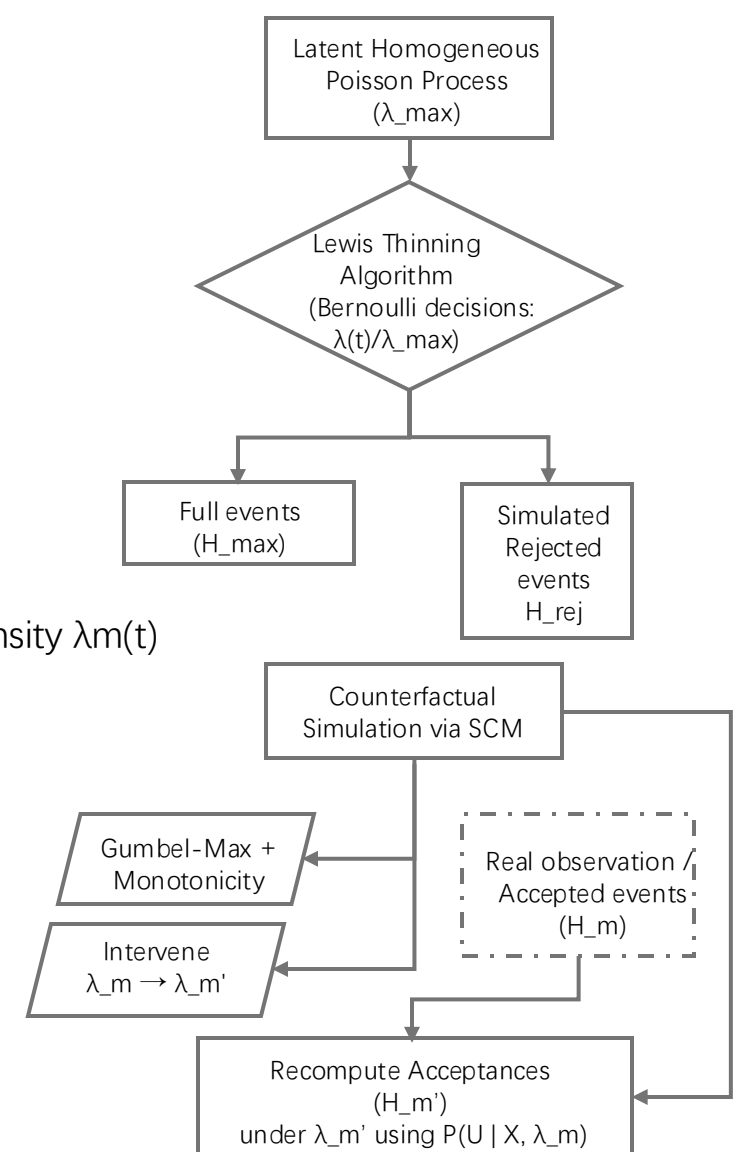 Latent Homogeneous
Poisson Process
(λ_max)
Lewis Thinning
Algorithm
(Bernoulli decisions:
λ(t)/λ_max)
Full events
(H_max)
Simulated
Rejected
events
H_rej
λm(t)
Counterfactual
Simulation via SCM
Gumbel-Max +
Monotonicity
Real observation /
Accepted events
(H_m)
Intervene
λ_m → λ_m'
Recompute Acceptances
(H_m’)
under λ_m’ using P(U | X, λ_m)